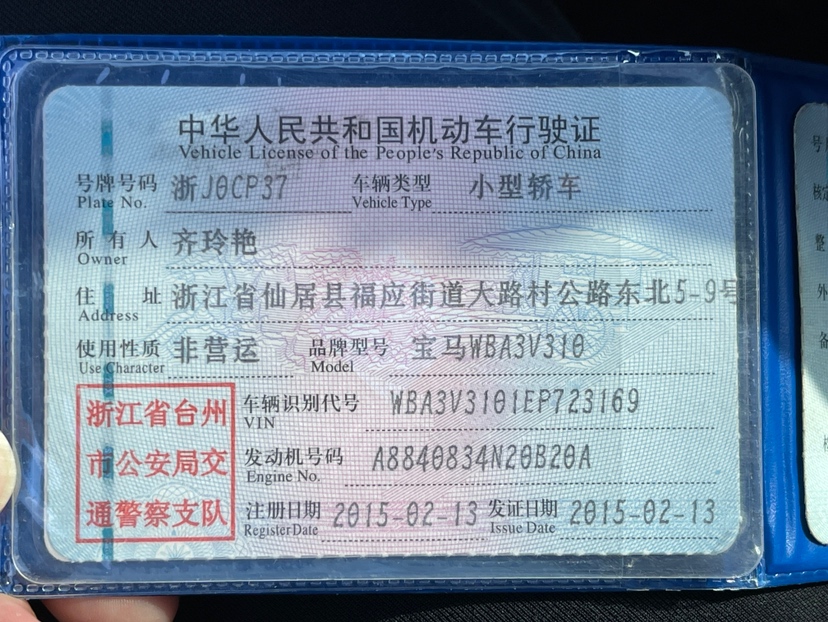 中华人民共和国机动车行驶证
Vehicle License of the People's Republic of China
号牌号码 浙J0CP37 车辆类型 小型轿车
Plate No. Vehicle Type
所有人 齐玲艳
Owner
住址 浙江省仙居县福应街道大路村公路东北5-9号
Address
使用性质 非营运 品牌型号 宝马WBA3V310
Use Character Model
浙江省台州
市公安局交
通警察支队
车辆识别代号 WBA3V3101EP723169
VIN
发动机号码 A8840834N20B20A
Engine No.
注册日期 2015-02-13 发证日期 2015-02-13
Register Date Issue Date
号
核定
整
外
备